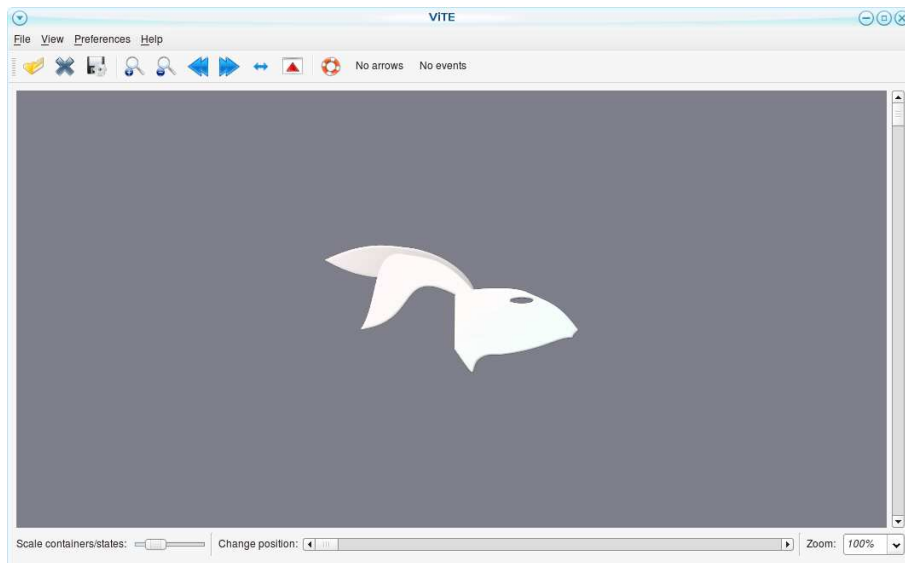 ViTE
File View Preferences Help
No arrows No events
Scale containers/states: Change position: Zoom: 100%